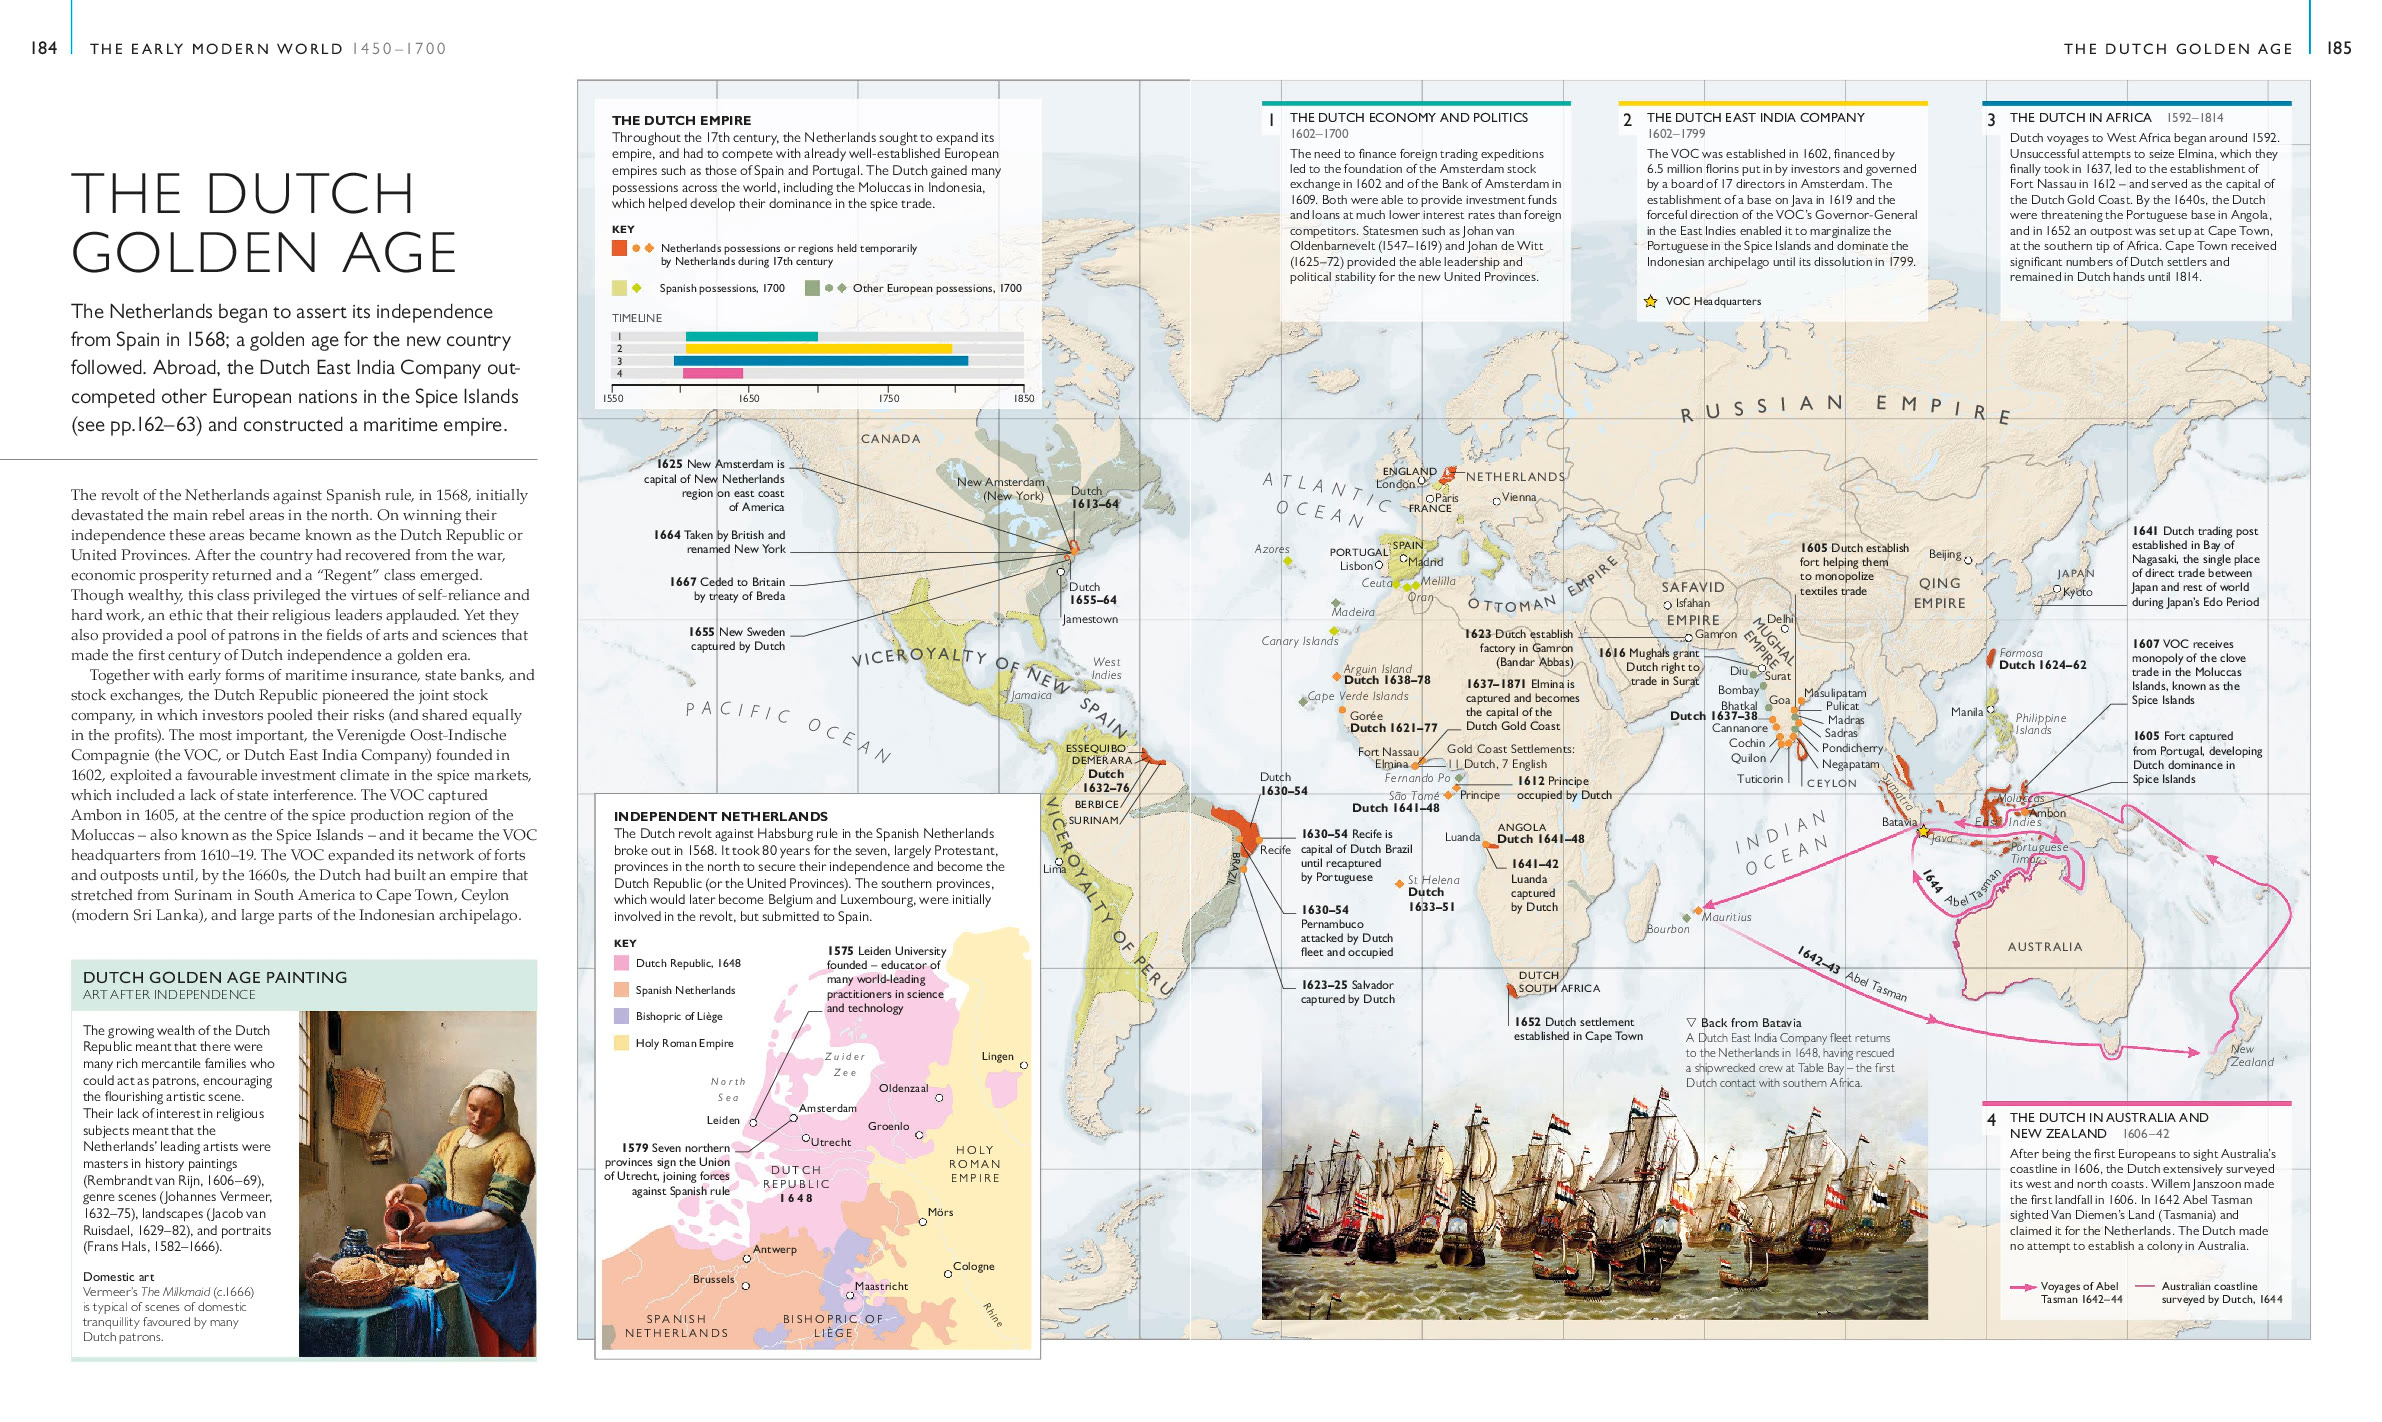 184
THE EARLY MODERN WORLD 1450–1700
THE DUTCH GOLDEN AGE
185
THE DUTCH
GOLDEN AGE
The Netherlands began to assert its independence
from Spain in 1568; a golden age for the new country
followed. Abroad, the Dutch East India Company out-
competed other European nations in the Spice Islands
(see pp.162–63) and constructed a maritime empire.
The revolt of the Netherlands against Spanish rule, in 1568, initially
devastated the main rebel areas in the north. On winning their
independence these areas became known as the Dutch Republic or
United Provinces. After the country had recovered from the war,
economic prosperity returned and a “Regent” class emerged.
Though wealthy, this class privileged the virtues of self-reliance and
hard work, an ethic that their religious leaders applauded. Yet they
also provided a pool of patrons in the fields of arts and sciences that
made the first century of Dutch independence a golden era.
Together with early forms of maritime insurance, state banks, and
stock exchanges, the Dutch Republic pioneered the joint stock
company, in which investors pooled their risks (and shared equally
in the profits). The most important, the Verenigde Oost-Indische
Compagnie (the VOC, or Dutch East India Company) founded in
1602, exploited a favourable investment climate in the spice markets,
which included a lack of state interference. The VOC captured
Ambon in 1605, at the centre of the spice production region of the
Moluccas – also known as the Spice Islands – and it became the VOC
headquarters from 1610–19. The VOC expanded its network of forts
and outposts until, by the 1660s, the Dutch had built an empire that
stretched from Surinam in South America to Cape Town, Ceylon
(modern Sri Lanka), and large parts of the Indonesian archipelago.
DUTCH GOLDEN AGE PAINTING
ART AFTER INDEPENDENCE
The growing wealth of the Dutch
Republic meant that there were
many rich mercantile families who
could act as patrons, encouraging
the flourishing artistic scene.
Their lack of interest in religious
subjects meant that the
Netherlands’ leading artists were
masters in history paintings
(Rembrandt van Rijn, 1606–69),
genre scenes (Johannes Vermeer,
1632–75), landscapes (Jacob van
Ruisdael, 1629–82), and portraits
(Frans Hals, 1582–1666).
Domestic art
Vermeer’s The Milkmaid (c.1666)
is typical of scenes of domestic
tranquillity favoured by many
Dutch patrons.
THE DUTCH EMPIRE
Throughout the 17th century, the Netherlands sought to expand its
empire, and had to compete with already well-established European
empires such as those of Spain and Portugal. The Dutch gained many
possessions across the world, including the Moluccas in Indonesia,
which helped develop their dominance in the spice trade.
KEY
Netherlands possessions or regions held temporarily
by Netherlands during 17th century
Spanish possessions, 1700
Other European possessions, 1700
TIMELINE
1
2
3
4
1550
1650
1750
1850
1
THE DUTCH ECONOMY AND POLITICS
1602–1700
The need to finance foreign trading expeditions
led to the foundation of the Amsterdam stock
exchange in 1602 and of the Bank of Amsterdam in
1609. Both were able to provide investment funds
and loans at much lower interest rates than foreign
competitors. Statesmen such as Johan van
Oldenbarnevelt (1547–1619) and Johan de Witt
(1625–72) provided the able leadership and
political stability for the new United Provinces.
2
THE DUTCH EAST INDIA COMPANY
1602–1799
The VOC was established in 1602, financed by
6.5 million florins put in by investors and governed
by a board of 17 directors in Amsterdam. The
establishment of a base on Java in 1619 and the
forceful direction of the VOC’s Governor-General
in the East Indies enabled it to marginalize the
Portuguese in the Spice Islands and dominate the
Indonesian archipelago until its dissolution in 1799.
VOC Headquarters
3
THE DUTCH IN AFRICA 1592–1814
Dutch voyages to West Africa began around 1592.
Unsuccessful attempts to seize Elmina, which they
finally took in 1637, led to the establishment of
Fort Nassau in 1612 – and served as the capital of
the Dutch Gold Coast. By the 1640s, the Dutch
were threatening the Portuguese base in Angola,
and in 1652 an outpost was set up at Cape Town,
at the southern tip of Africa. Cape Town received
significant numbers of Dutch settlers and
remained in Dutch hands until 1814.
CANADA
1625 New Amsterdam is
capital of New Netherlands
region on east coast
of America
1664 Taken by British and
renamed New York
1667 Ceded to Britain
by treaty of Breda
1655 New Sweden
captured by Dutch
New Amsterdam
(New York)
Dutch
1613–64
Dutch
1655–64
Jamestown
VICEROYALTY OF NEW SPAIN
West
Indies
Jamaica
PACIFIC OCEAN
ESSEQUIBO
DEMERARA
Dutch
1632–76
BERBICE
SURINAM
VICEROYALTY OF PERU
Lima
Dutch
1630–54
Recife
BRAZIL
1630–54 Recife is
capital of Dutch Brazil
until recaptured
by Portuguese
1630–54
Pernambuco
attacked by Dutch
fleet and occupied
1623–25 Salvador
captured by Dutch
ATLANTIC
OCEAN
ENGLAND
London
NETHERLANDS
Paris
FRANCE
Vienna
Azores
PORTUGAL
Lisbon
SPAIN
Madrid
Ceuta
Melilla
Oran
Madeira
Canary Islands
OTTOMAN EMPIRE
RUSSIAN EMPIRE
Arguin Island
Dutch 1638–78
Cape Verde Islands
Gorée
Dutch 1621–77
Fort Nassau
Elmina
Fernando Po
São Tomé
Dutch 1641–48
Principe
1623 Dutch establish
factory in Gamron
(Bandar Abbas)
1637–1871 Elmina is
captured and becomes
the capital of the
Dutch Gold Coast
Gold Coast Settlements:
11 Dutch, 7 English
1612 Principe
occupied by Dutch
Luanda
ANGOLA
Dutch 1641–48
1641–42
Luanda
captured
by Dutch
St Helena
Dutch
1633–51
DUTCH
SOUTH AFRICA
1652 Dutch settlement
established in Cape Town
SAFAVID
EMPIRE
Isfahan
Gamron
1616 Mughals grant
Dutch right to
trade in Surat
1605 Dutch establish
fort helping them
to monopolize
textiles trade
Delhi
MUGHAL
EMPIRE
Diu
Surat
Bombay
Goa
Bhatkal
Dutch 1637–38
Cannanore
Cochin
Quilon
Tuticorin
Masulipatam
Pulicat
Madras
Sadras
Pondicherry
Negapatam
CEYLON
INDIAN
OCEAN
Beijing
QING
EMPIRE
JAPAN
Kyoto
1641 Dutch trading post
established in Bay of
Nagasaki, the single place
of direct trade between
Japan and rest of world
during Japan’s Edo Period
Formosa
Dutch 1624–62
1607 VOC receives
monopoly of the clove
trade in the Moluccas
Islands, known as the
Spice Islands
1605 Fort captured
from Portugal, developing
Dutch dominance in
Spice Islands
Manila
Philippine
Islands
Sumatra
Moluccas
Ambon
Batavia
East Indies
Java
Portuguese
Timor
1644 Abel Tasman
AUSTRALIA
Mauritius
Bourbon
1642–43 Abel Tasman
New
Zealand
▽ Back from Batavia
A Dutch East India Company fleet returns
to the Netherlands in 1648, having rescued
a shipwrecked crew at Table Bay – the first
Dutch contact with southern Africa.
4
THE DUTCH IN AUSTRALIA AND
NEW ZEALAND 1606–42
After being the first Europeans to sight Australia’s
coastline in 1606, the Dutch extensively surveyed
its west and north coasts. Willem Janszoon made
the first landfall in 1606. In 1642 Abel Tasman
sighted Van Diemen’s Land (Tasmania) and
claimed it for the Netherlands. The Dutch made
no attempt to establish a colony in Australia.
Voyages of Abel
Tasman 1642–44
Australian coastline
surveyed by Dutch, 1644
INDEPENDENT NETHERLANDS
The Dutch revolt against Habsburg rule in the Spanish Netherlands
broke out in 1568. It took 80 years for the seven, largely Protestant,
provinces in the north to secure their independence and become the
Dutch Republic (or the United Provinces). The southern provinces,
which would later become Belgium and Luxembourg, were initially
involved in the revolt, but submitted to Spain.
KEY
Dutch Republic, 1648
Spanish Netherlands
Bishopric of Liège
Holy Roman Empire
1575 Leiden University
founded – educator of
many world-leading
practitioners in science
and technology
Zuider
Zee
North
Sea
Lingen
Oldenzaal
Amsterdam
Leiden
Groenlo
Utrecht
1579 Seven northern
provinces sign the Union
of Utrecht, joining forces
against Spanish rule
DUTCH
REPUBLIC
1648
HOLY
ROMAN
EMPIRE
Mörs
Antwerp
Brussels
Cologne
Maastricht
Rhine
SPANISH
NETHERLANDS
BISHOPRIC OF
LIÈGE